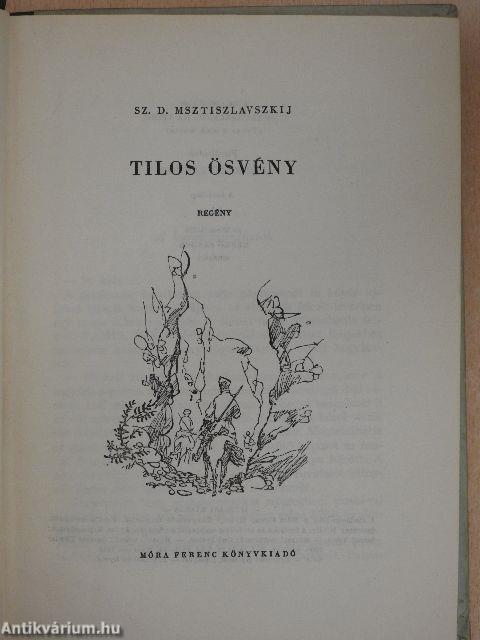 SZ. D. MSZTISZLAVSZKIJ
TILOS ÖSVÉNY
REGÉNY
MÓRA FERENC KÖNYVKIADÓ
Antikvárium.hu